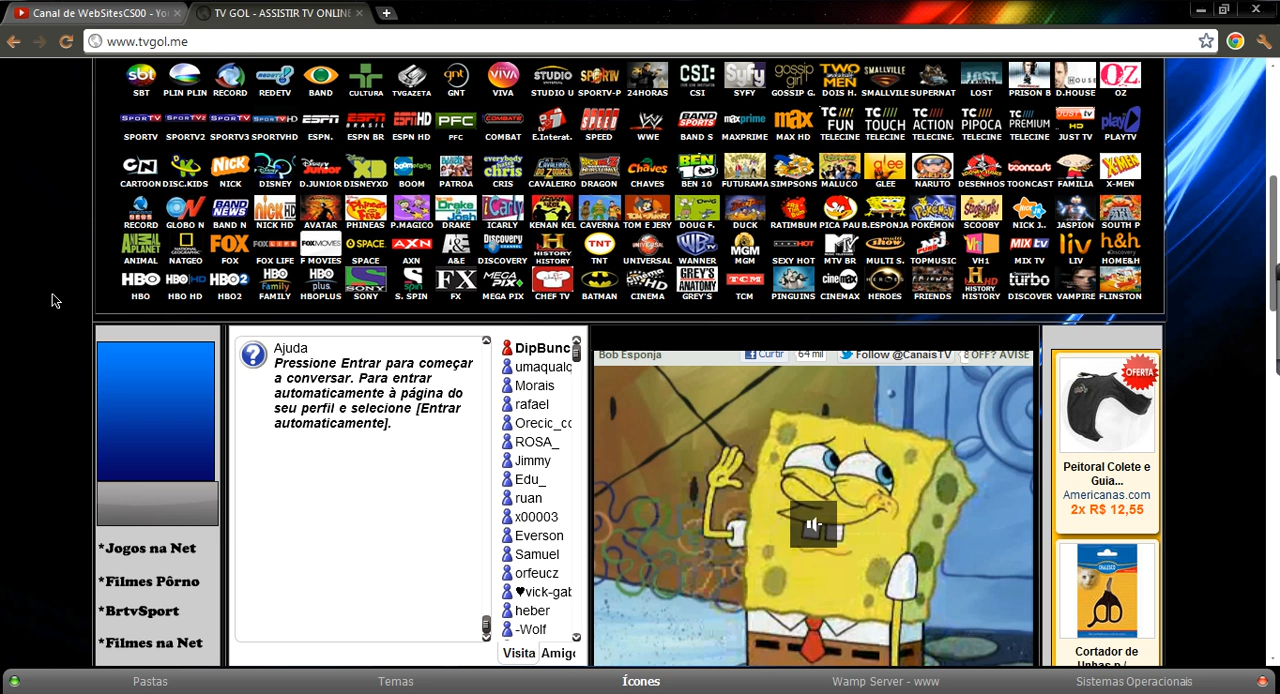 Canal de WebSitesCS00 - Yo
TV GOL - ASSISTIR TV ONLINE
www.tvgol.me
SBT PLIN PLIN RECORD REDETV BAND CULTURA TVGAZETA GNT VIVA STUDIO U SPORTV-P 24HORAS CSI SYFY GOSSIP G. DOIS H. SMALLVILE SUPERNAT LOST PRISON B D.HOUSE OZ
SPORTV SPORTV2 SPORTV3 SPORTVHD ESPN. ESPN BR ESPN HD PFC COMBAT E.Interat. SPEED WWE BAND S MAXPRIME MAX HD TELECINE TELECINE TELECINE. TELECINE TELECINE JUST TV PLAYTV
CARTOON DISC.KIDS NICK DISNEY D.JUNIOR DISNEYXD BOOM PATROA CRIS CAVALEIRO DRAGON CHAVES BEN 10 FUTURAMA SIMPSONS MALUCO GLEE NARUTO DESENHOS TOONCAST FAMILIA X-MEN
RECORD GLOBO N BAND N NICK HD AVATAR PHINEAS P.MAGICO DRAKE ICARLY KENAN KEL CAVERNA TOM E JERY DOUG F. DUCK RATIMBUM PICA PAU B.ESPONJA POKÉMON SCOOBY NICK J.. JASPION SOUTH P
ANIMAL NATGEO FOX FOX LIFE F MOVIES SPACE AXN A&E DISCOVERY HISTORY TNT UNIVERSAL WANNER MGM SEXY HOT MTV BR MULTI S. TOPMUSIC VH1 MIX TV LIV HOME&H
HBO HBO HD HBO2 FAMILY HBOPLUS SONY S. SPIN FX MEGA PIX CHEF TV BATMAN CINEMA GREY'S TCM PINGUINS CINEMAX HEROES FRIENDS HISTORY DISCOVER VAMPIRE FLINSTON
Ajuda
Pressione Entrar para começar
a conversar. Para entrar
automaticamente à página do
seu perfil e selecione [Entrar
automaticamente].
DipBunc
umaqualq
Morais
rafael
Orecic_cc
ROSA_
Jimmy
Edu_
ruan
x00003
Everson
Samuel
orfeucz
♥vick-gab
heber
-Wolf
Visita Amigo
Bob Esponja Curtir 64 mil Follow @CanaisTV OFF? AVISE
OFERTA
Peitoral Colete e
Guia...
Americanas.com
2x R$ 12,55
Cortador de
Unhas p/
*Jogos na Net
*Filmes Pôrno
*BrtvSport
*Filmes na Net
Pastas Temas Ícones Wamp Server - www Sistemas Operacionais